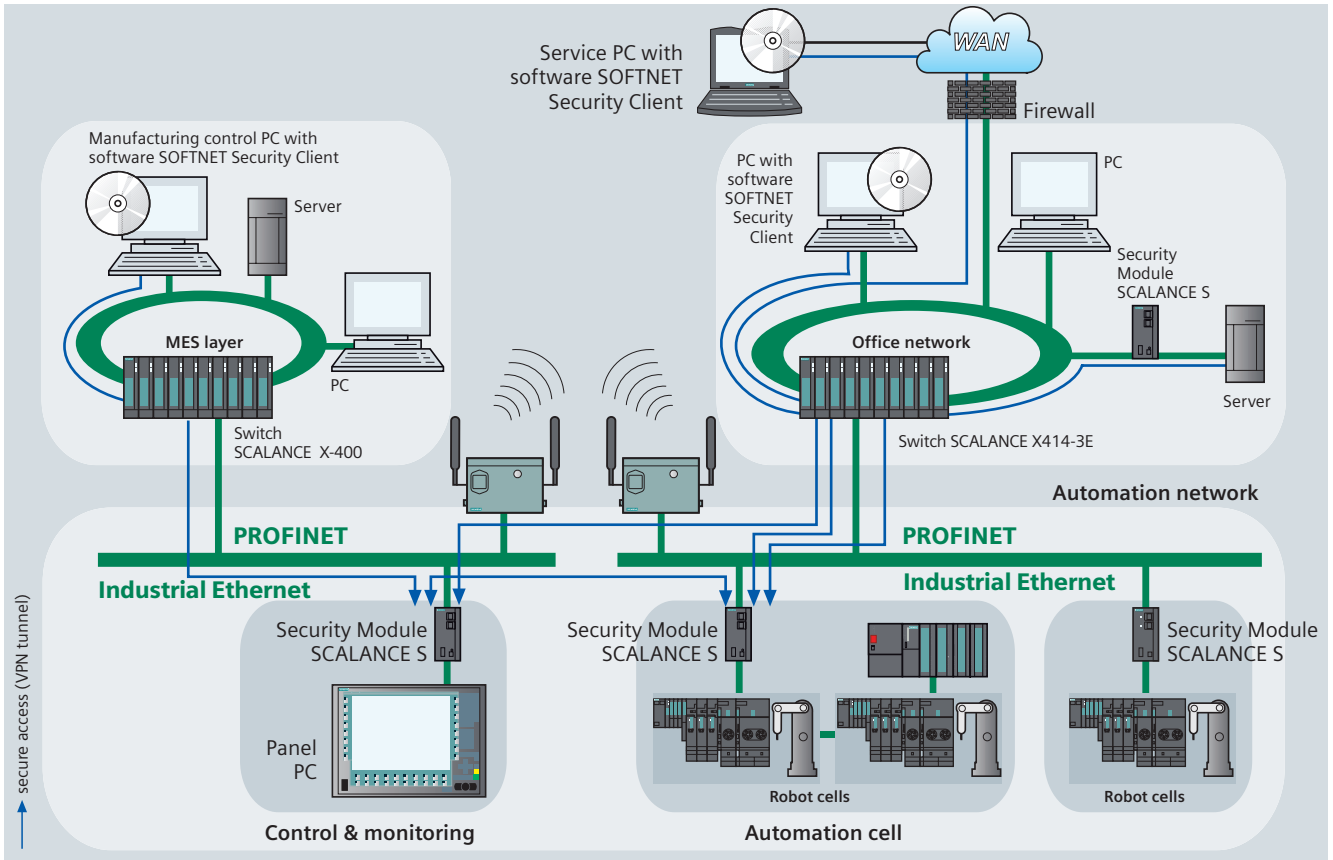 Service PC with
software SOFTNET
Security Client
WAN
Firewall
Manufacturing control PC with
software SOFTNET Security Client
Server
MES layer
PC
Switch
SCALANCE X-400
PC with
software
SOFTNET
Security
Client
PC
Security
Module
SCALANCE S
Office network
Server
Switch SCALANCE X414-3E
Automation network
PROFINET
Industrial Ethernet
PROFINET
Industrial Ethernet
Security Module
SCALANCE S
Panel
PC
Control & monitoring
Security Module
SCALANCE S
Robot cells
Automation cell
Security Module
SCALANCE S
Robot cells
secure access (VPN tunnel)